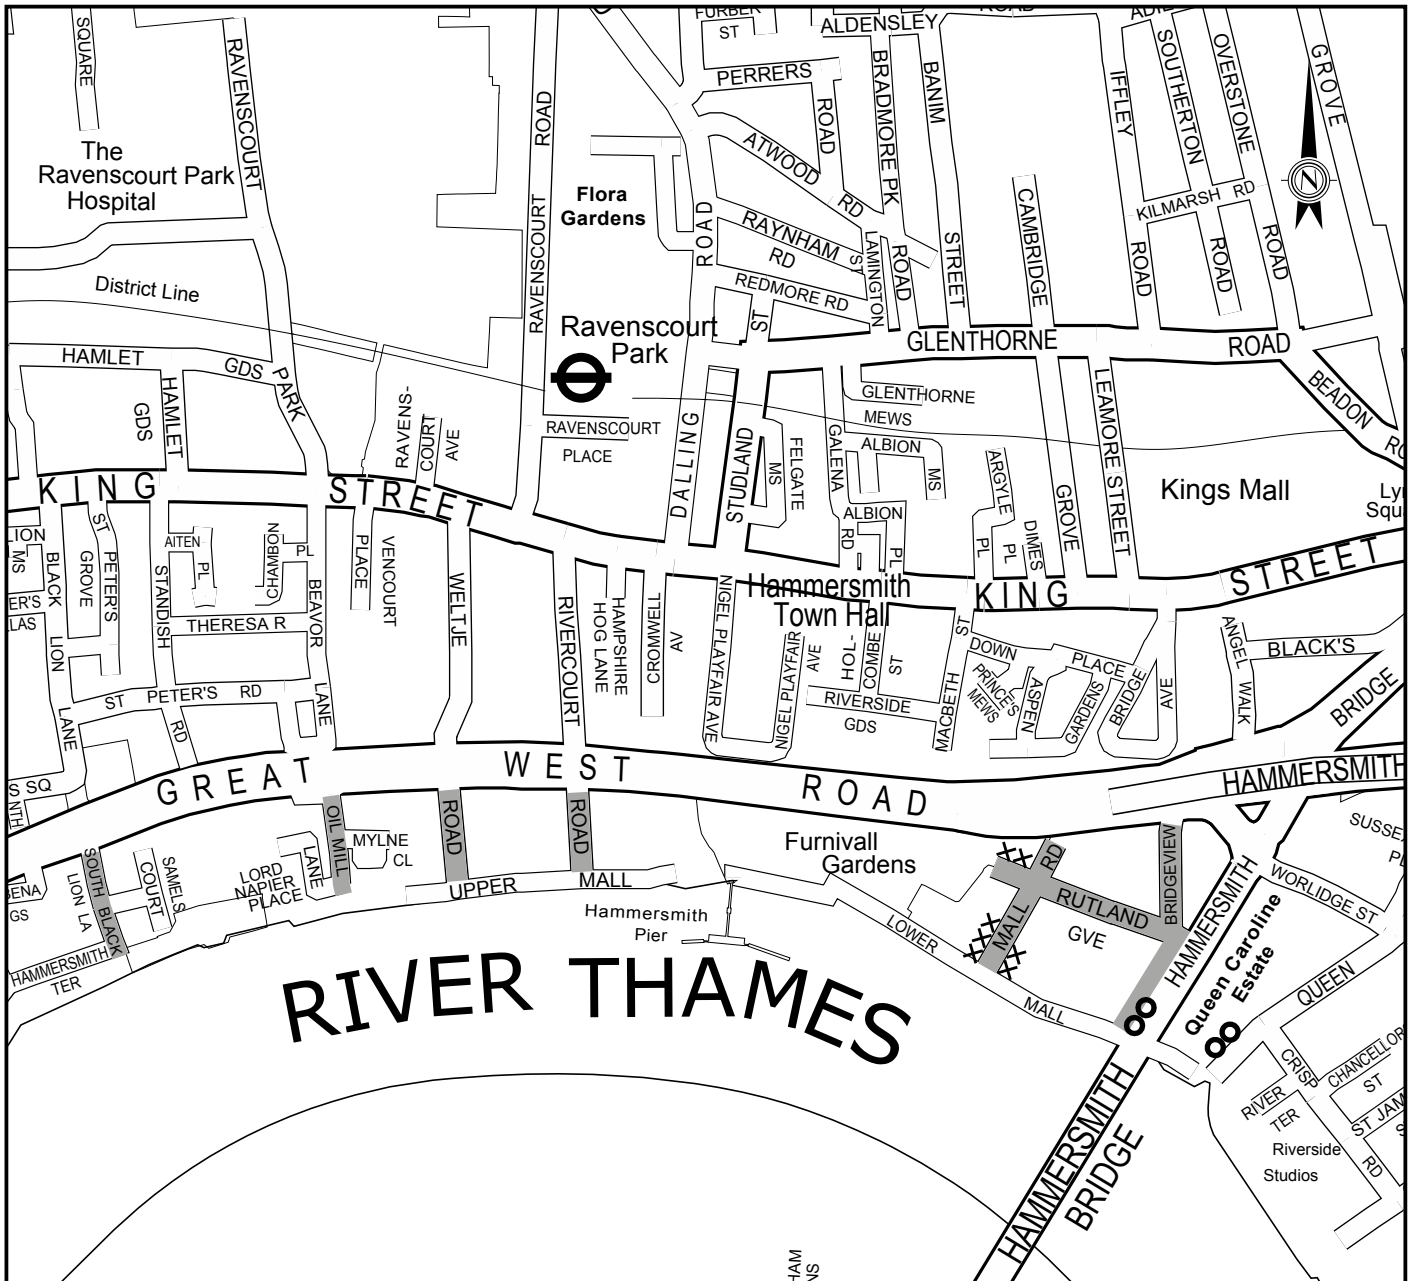 SQUARE
RAVENSCOURT
ROAD
FURBER
ST
ALDENSLEY
ROAD
GROVE
PERRERS
ROAD
BRADMORE PK
BANIM
IFFLEY
SOUTHERTON
OVERSTONE
The
Ravenscourt Park
Hospital
ATWOOD
RD
Flora
Gardens
ROAD
RAYNHAM
RD
ST
LAMINGTON
ROAD
STREET
CAMBRIDGE
KILMARSH RD
ROAD
ROAD
ROAD
N
District Line
RAVENSCOURT
REDMORE RD
ST
Ravenscourt
Park
GLENTHORNE
ROAD
HAMLET
GDS
HAMLET
GDS
PARK
RAVENS-
COURT
AVE
RAVENSCOURT
PLACE
DALLING
STUDLAND
MS
FELGATE
GALENA
GLENTHORNE
MEWS
ALBION
MS
ALBION
RD
PL
ARGYLE
PL
DIMES
PL
GROVE
LEAMORE STREET
BEADON
Kings Mall
KING
STREET
LION
MS
ER'S
LAS
BLACK
LION
LANE
ST
PETER'S
GROVE
STANDISH
RD
AITEN
PL
CHAMBON
PL
BEAVOR
LANE
THERESA R
ST PETER'S RD
PLACE
VENCOURT
WELTJE
RIVERCOURT
HOG LANE
HAMPSHIRE
CROMWELL
AV
NIGEL PLAYFAIR AVE
Hammersmith
Town Hall
KING
STREET
NIGEL PLAYFAIR
AVE
HOL-
COMBE
ST
RIVERSIDE
GDS
MACBETH
ST
DOWN
PLACE
PRINCE'S
MEWS
ASPEN
GARDENS
BRIDGE
AVE
ANGEL
WALK
BLACK'S
BRIDGE
S SQ
GREAT
WEST
ROAD
HAMMERSMITH
OIL MILL
LANE
ROAD
ROAD
MYLNE
CL
SOUTH BLACK
LION LA
SAMELS
COURT
LORD
NAPIER
PLACE
UPPER
MALL
Furnivall
Gardens
RD
RUTLAND
GVE
MALL
BRIDGEVIEW
HAMMERSMITH
WORLIDGE ST
GS
HAMMERSMITH
TER
Hammersmith
Pier
LOWER
MALL
Queen Caroline
Estate
QUEEN
RIVER THAMES
HAMMERSMITH
BRIDGE
CRISP
RD
CHANCELLOR
ST
RIVER
TER
ST JAM
Riverside
Studios